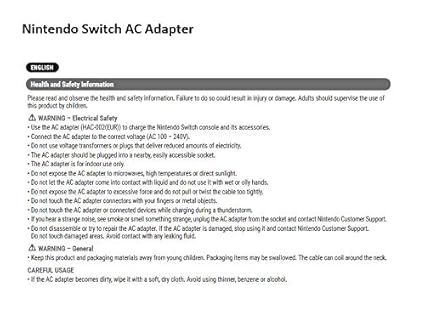 Nintendo Switch AC Adapter
ENGLISH
Health and Safety Information
Please read and observe the health and safety information. Failure to do so could result in injury or damage. Adults should supervise the use of
this product by children.
⚠ WARNING – Electrical Safety
• Use the AC adapter (HAC-002(EUR)) to charge the Nintendo Switch console and its accessories.
• Connect the AC adapter to the correct voltage (AC 100 – 240V).
• Do not use voltage transformers or plugs that deliver reduced amounts of electricity.
• The AC adapter should be plugged into a nearby, easily accessible socket.
• The AC adapter is for indoor use only.
• Do not expose the AC adapter to microwaves, high temperatures or direct sunlight.
• Do not let the AC adapter come into contact with liquid and do not use it with wet or oily hands.
• Do not expose the AC adapter to excessive force and do not pull or twist the cable too tightly.
• Do not touch the AC adapter connectors with your fingers or metal objects.
• Do not touch the AC adapter or connected devices while charging during a thunderstorm.
• If you hear a strange noise, see smoke or smell something strange, unplug the AC adapter from the socket and contact Nintendo Customer Support.
• Do not disassemble or try to repair the AC adapter. If the AC adapter is damaged, stop using it and contact Nintendo Customer Support.
Do not touch damaged areas. Avoid contact with any leaking fluid.
⚠ WARNING – General
• Keep this product and packaging materials away from young children. Packaging items may be swallowed. The cable can coil around the neck.
CAREFUL USAGE
• If the AC adapter becomes dirty, wipe it with a soft, dry cloth. Avoid using thinner, benzene or alcohol.